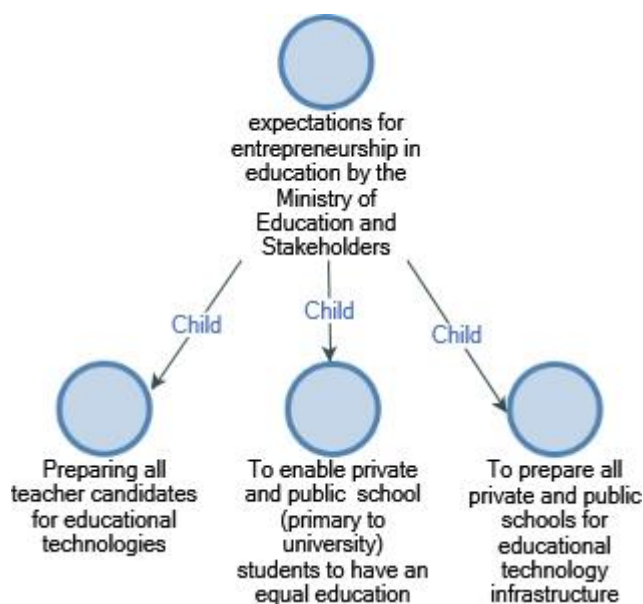 expectations for
entrepreneurship in
education by the
Ministry of
Education and
Stakeholders
Child
Child
Child
Preparing all
teacher candidates
for educational
technologies
To enable private
and public school
(primary to
university)
students to have an
equal education
To prepare all
private and public
schools for
educational
technology
infrastructure